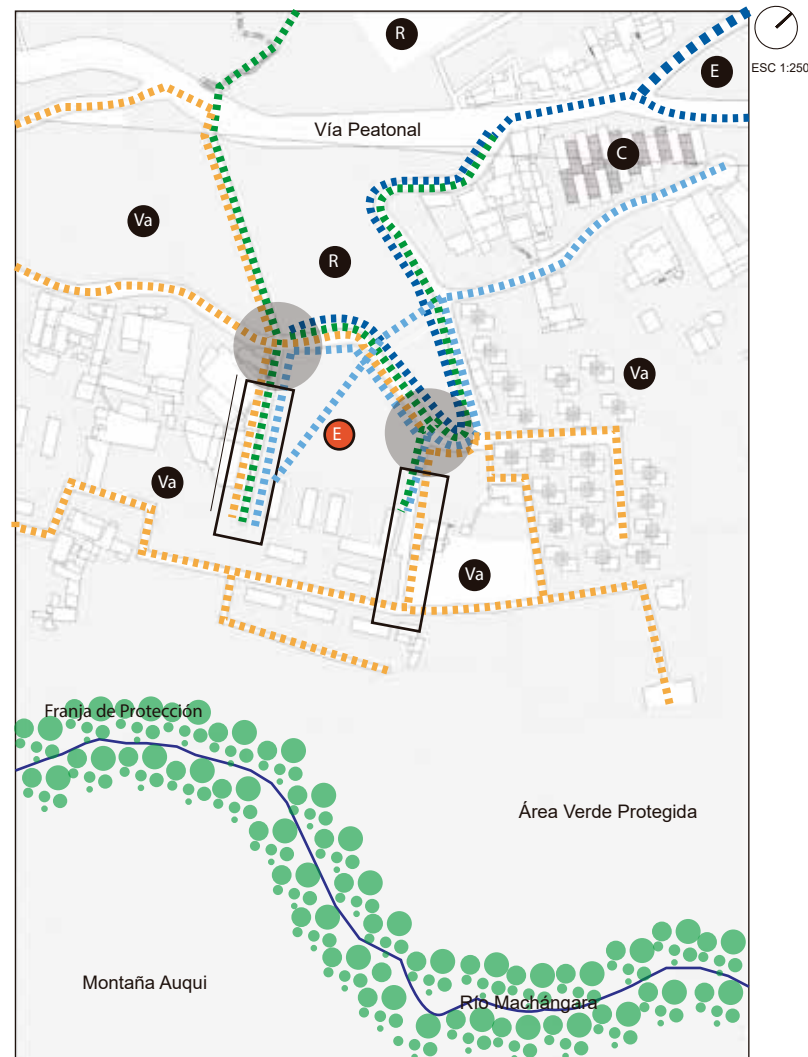 R
E
ESC 1:250
Vía Peatonal
C
Va
R
Va
E
Va
Va
Franja de Protección
Área Verde Protegida
Montaña Auqui
Río Machángara